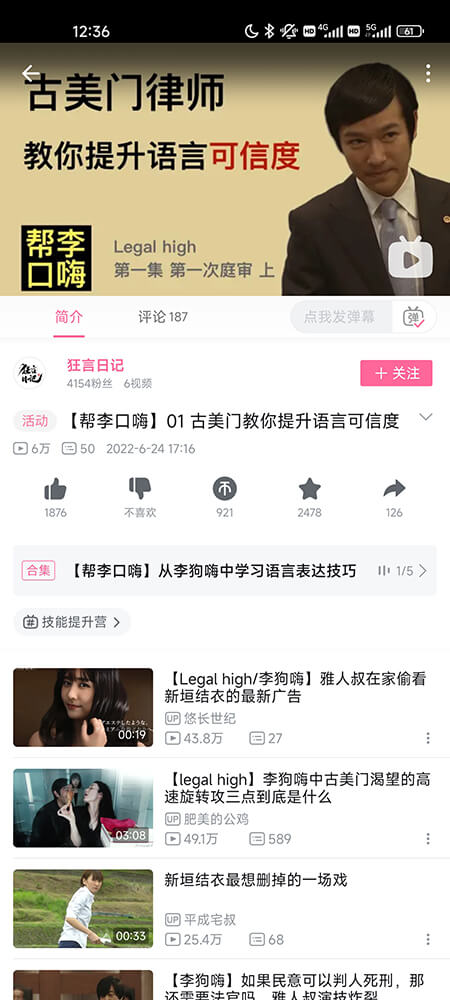 12:36
HD 4G HD 5G 61
古美门律师
教你提升语言可信度
帮李
口嗨
Legal high
第一集 第一次庭审 上
简介
评论 187
点我发弹幕
弹
狂言日记
狂言日记
4154粉丝 6视频
+ 关注
活动 【帮李口嗨】01 古美门教你提升语言可信度
6万 50 2022-6-24 17:16
1876
不喜欢
921
2478
126
合集 【帮李口嗨】从李狗嗨中学习语言表达技巧 1/5
技能提升营
00:19
【Legal high/李狗嗨】雅人叔在家偷看
新垣结衣的最新广告
UP 悠长世纪
43.8万 27
03:08
【legal high】李狗嗨中古美门渴望的高
速旋转攻三点到底是什么
UP 肥美的公鸡
49.1万 589
00:33
新垣结衣最想删掉的一场戏
UP 平成宅叔
25.4万 68
【李狗嗨】如果民意可以判人死刑，那
还需要法官吗，雅人叔演技炸裂